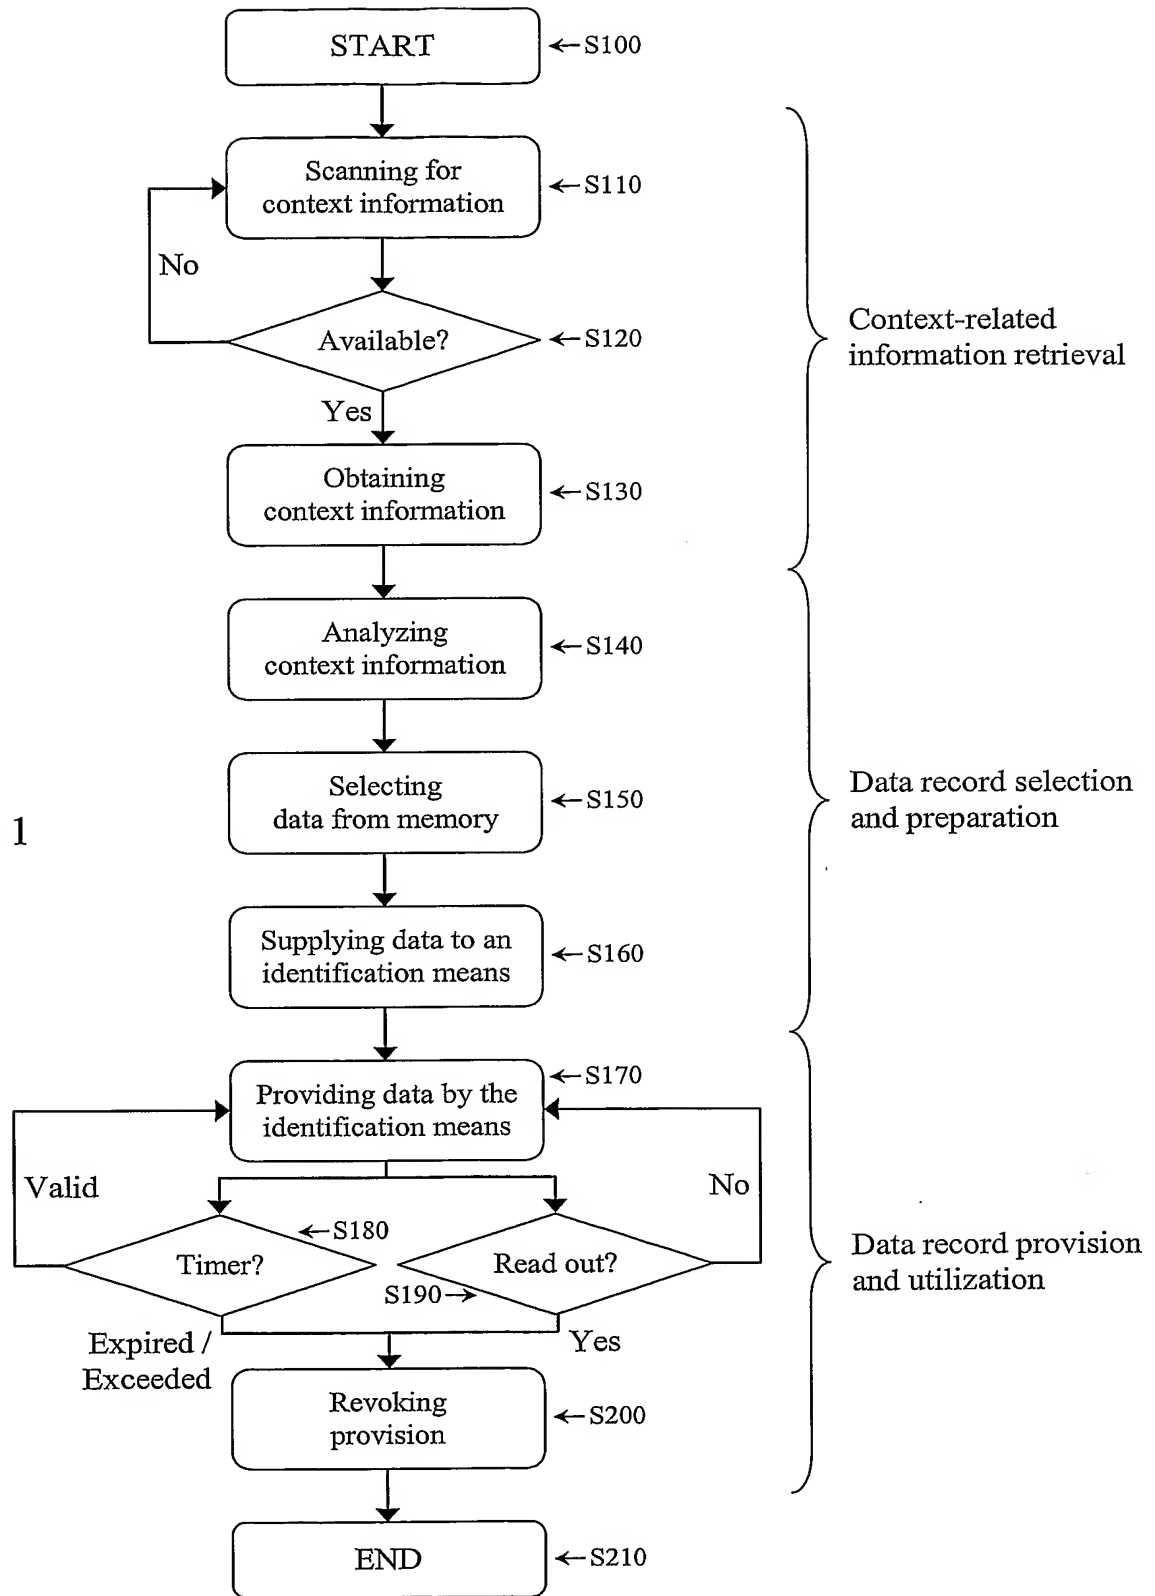 START
←S100
Scanning for
context information
←S110
No
Available?
←S120
Context-related
information retrieval
Yes
Obtaining
context information
←S130
Analyzing
context information
←S140
Selecting
data from memory
←S150
Data record selection
and preparation
1
Supplying data to an
identification means
←S160
Providing data by the
identification means
←S170
Valid
No
Timer?
←S180
Read out?
S190→
Data record provision
and utilization
Expired /
Exceeded
Yes
Revoking
provision
←S200
END
←S210